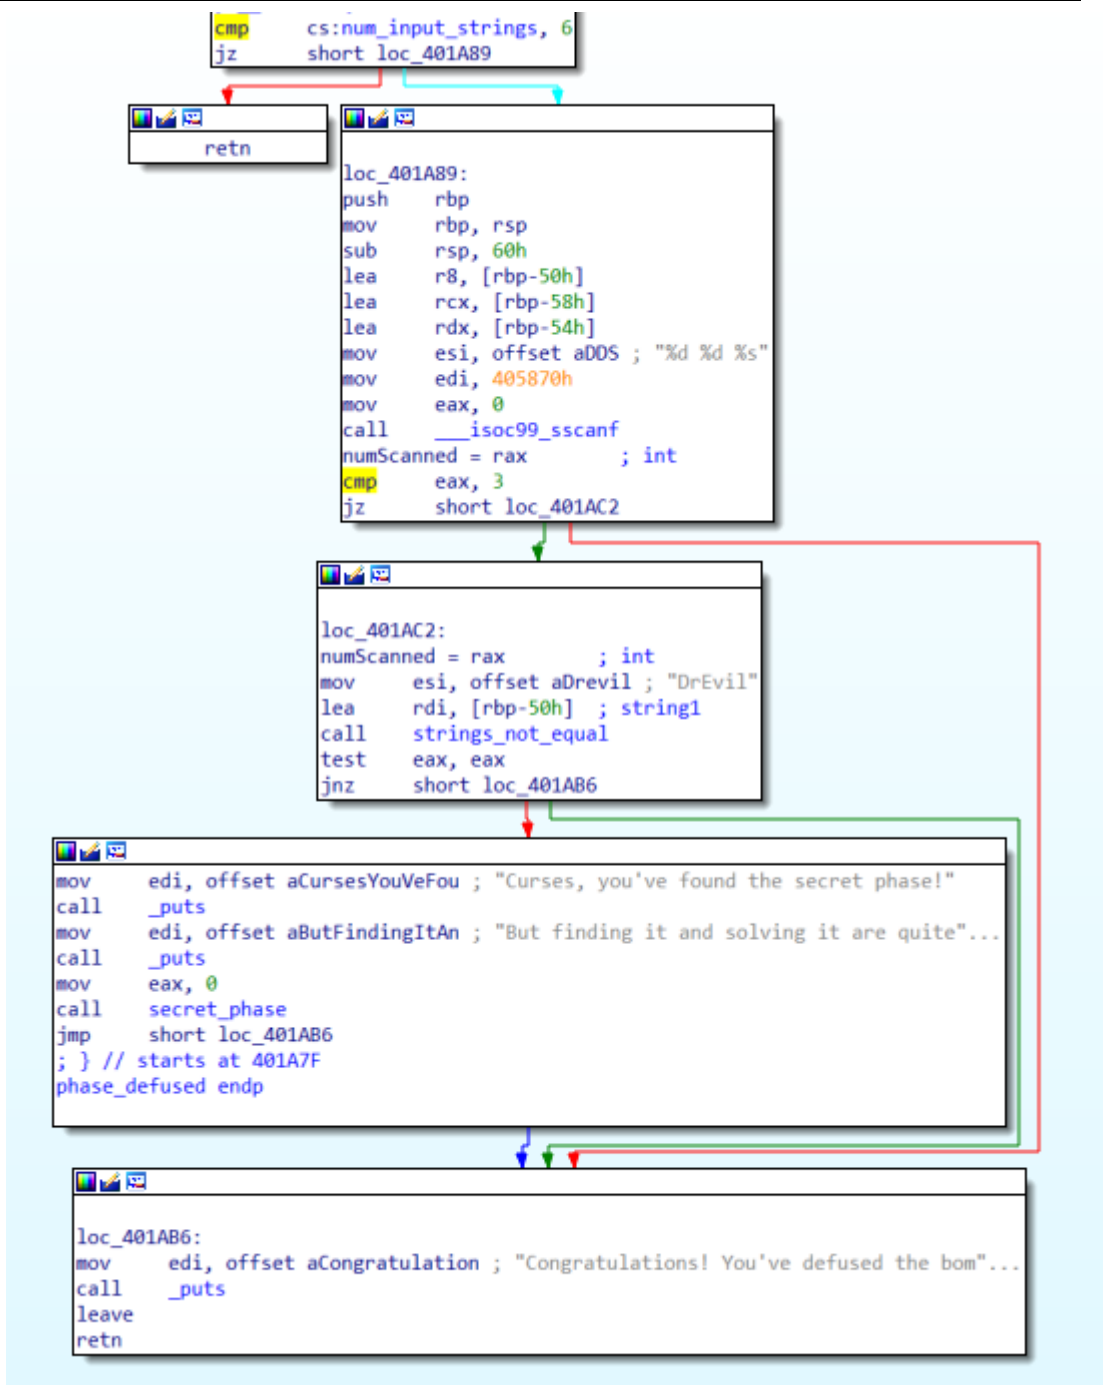 cmp cs:num_input_strings, 6
jz short loc_401A89
retn
loc_401A89:
push rbp
mov rbp, rsp
sub rsp, 60h
lea r8, [rbp-50h]
lea rcx, [rbp-58h]
lea rdx, [rbp-54h]
mov esi, offset aDDS ; "%d %d %s"
mov edi, 405870h
mov eax, 0
call ___isoc99_sscanf
numScanned = rax ; int
cmp eax, 3
jz short loc_401AC2
loc_401AC2:
numScanned = rax ; int
mov esi, offset aDrevil ; "DrEvil"
lea rdi, [rbp-50h] ; string1
call strings_not_equal
test eax, eax
jnz short loc_401AB6
mov edi, offset aCursesYouVeFou ; "Curses, you've found the secret phase!"
call _puts
mov edi, offset aButFindingItAn ; "But finding it and solving it are quite"...
call _puts
mov eax, 0
call secret_phase
jmp short loc_401AB6
; } // starts at 401A7F
phase_defused endp
loc_401AB6:
mov edi, offset aCongratulation ; "Congratulations! You've defused the bom"...
call _puts
leave
retn